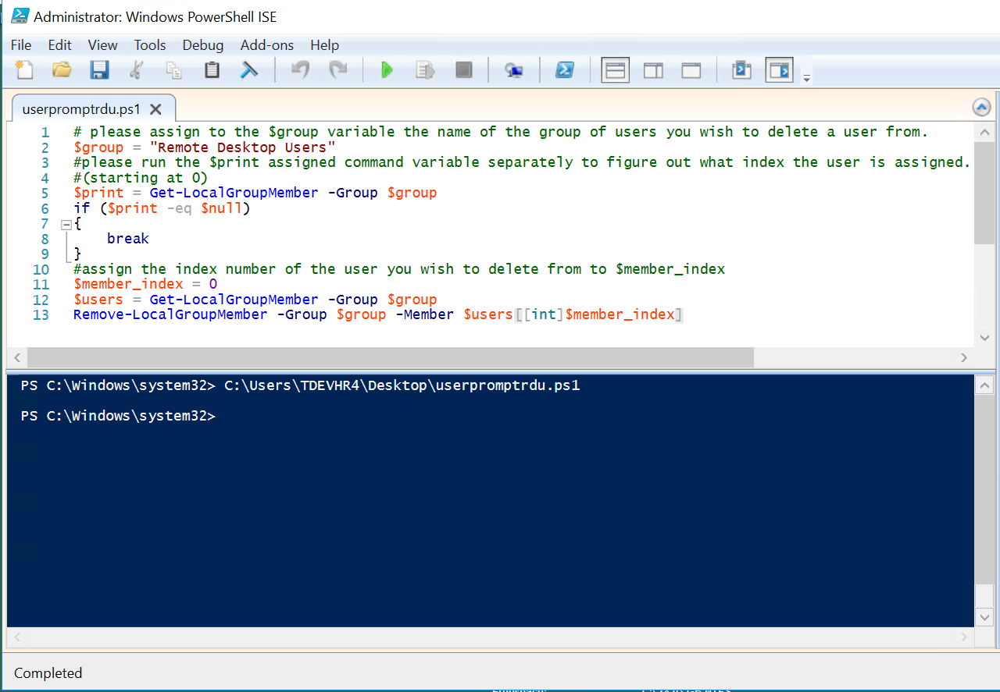 Administrator: Windows PowerShell ISE
File Edit View Tools Debug Add-ons Help
userpromptrdu.ps1
1 # please assign to the $group variable the name of the group of users you wish to delete a user from.
2 $group = "Remote Desktop Users"
3 #please run the $print assigned command variable separately to figure out what index the user is assigned.
4 #(starting at 0)
5 $print = Get-LocalGroupMember -Group $group
6 if ($print -eq $null)
7 {
8 break
9 }
10 #assign the index number of the user you wish to delete from to $member_index
11 $member_index = 0
12 $users = Get-LocalGroupMember -Group $group
13 Remove-LocalGroupMember -Group $group -Member $users[[int]$member_index]
PS C:\Windows\system32> C:\Users\TDEVHR4\Desktop\userpromptrdu.ps1
PS C:\Windows\system32>
Completed